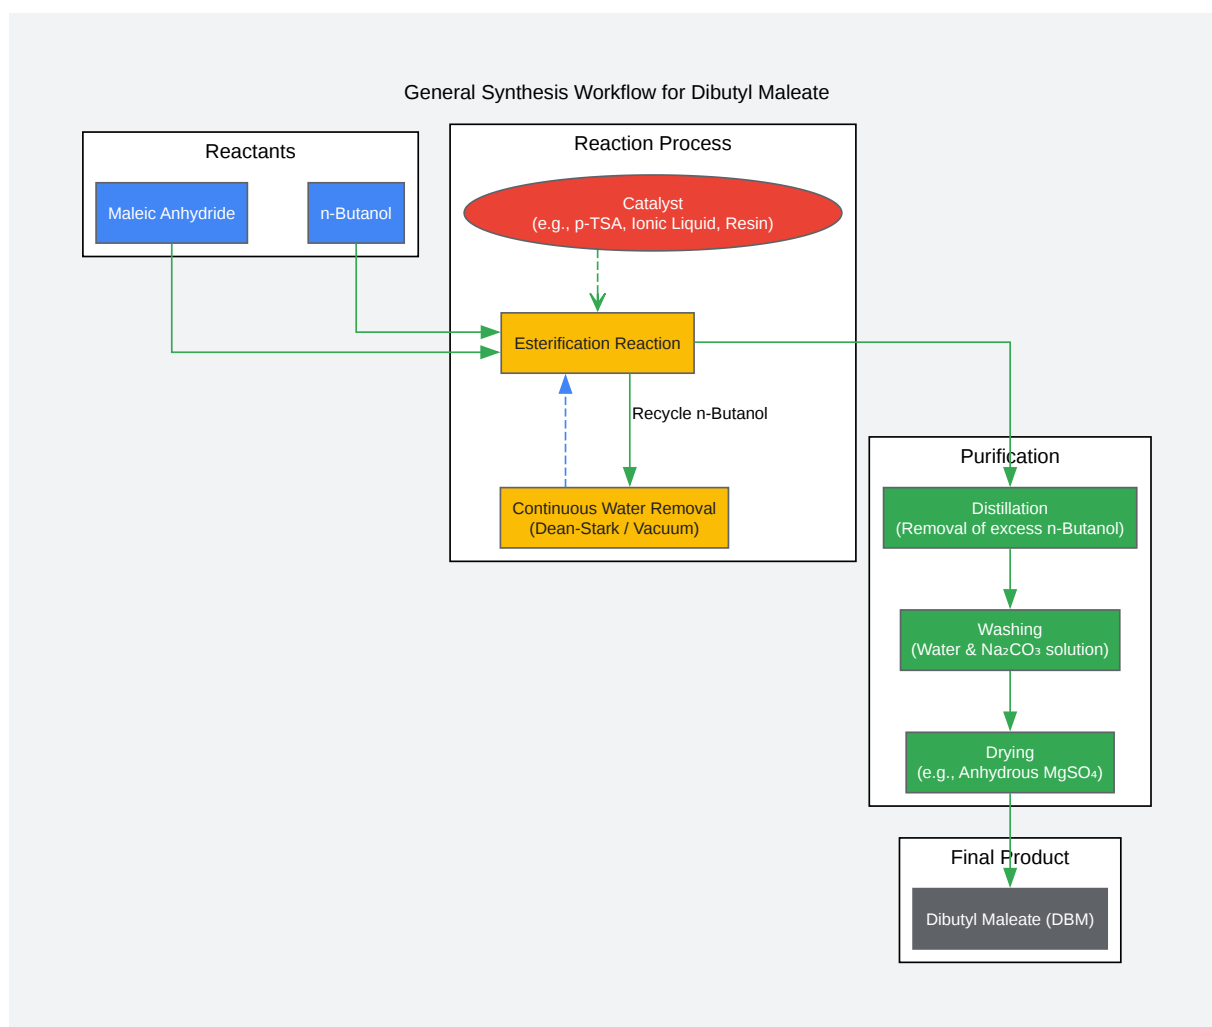 General Synthesis Workflow for Dibutyl Maleate
Reactants
Maleic Anhydride
n-Butanol
Reaction Process
Catalyst
(e.g., p-TSA, Ionic Liquid, Resin)
Esterification Reaction
Recycle n-Butanol
Continuous Water Removal
(Dean-Stark / Vacuum)
Purification
Distillation
(Removal of excess n-Butanol)
Washing
(Water & Na₂CO₃ solution)
Drying
(e.g., Anhydrous MgSO₄)
Final Product
Dibutyl Maleate (DBM)